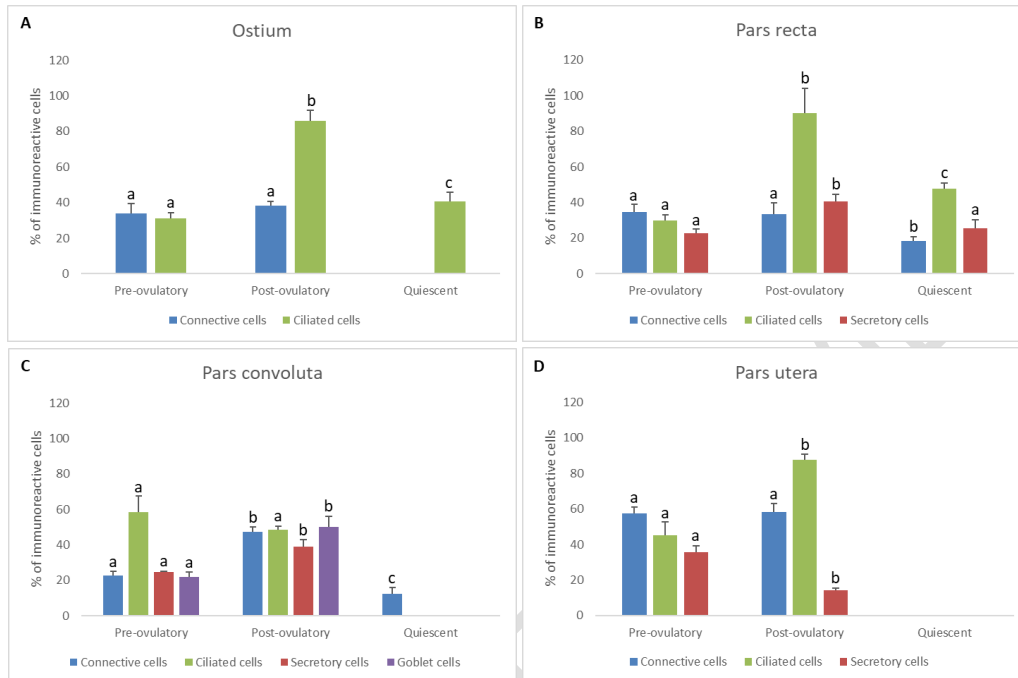 A
Ostium
% of immunoreactive cells
120
100
80
60
40
20
0
a
a
a
b
c
Pre-ovulatory Post-ovulatory Quiescent
Connective cells Ciliated cells
B
Pars recta
% of immunoreactive cells
120
100
80
60
40
20
0
a
a
a
a
b
b
b
c
a
Pre-ovulatory Post-ovulatory Quiescent
Connective cells Ciliated cells Secretory cells
C
Pars convoluta
% of immunoreactive cells
120
100
80
60
40
20
0
a
a
a
a
b
a
b
b
c
Pre-ovulatory Post-ovulatory Quiescent
Connective cells Ciliated cells Secretory cells Goblet cells
D
Pars utera
% of immunoreactive cells
120
100
80
60
40
20
0
a
a
a
a
b
b
Pre-ovulatory Post-ovulatory Quiescent
Connective cells Ciliated cells Secretory cells